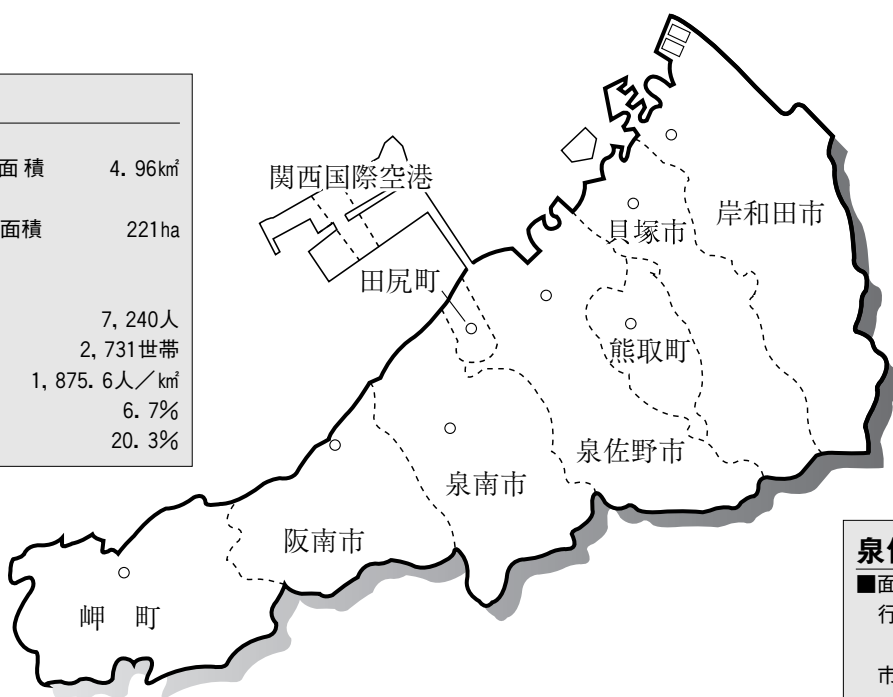 面積 4.96㎢
面積 221ha
7,240人
2,731世帯
1,875.6人／㎢
6.7%
20.3%
関西国際空港
田尻町
貝塚市
岸和田市
熊取町
泉佐野市
泉南市
阪南市
岬 町
■面
行
市